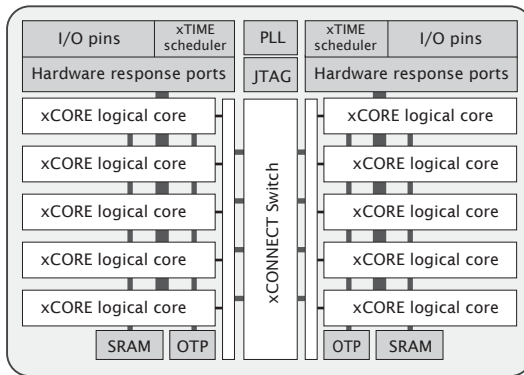 I/O pins
xTIME
scheduler
PLL
xTIME
scheduler
I/O pins
Hardware response ports
JTAG
Hardware response ports
xCORE logical core
xCORE logical core
xCORE logical core
xCORE logical core
xCORE logical core
xCONNECT Switch
xCORE logical core
xCORE logical core
xCORE logical core
xCORE logical core
xCORE logical core
SRAM
OTP
OTP
SRAM